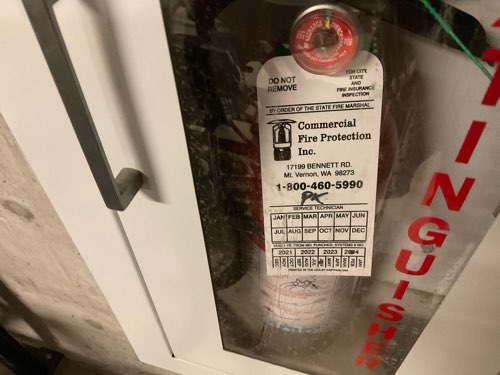 DO NOT
REMOVE
FOR CITY,
STATE
AND
FIRE INSURANCE
INSPECTION
BY ORDER OF THE STATE FIRE MARSHAL
Commercial
Fire Protection
Inc.
17199 BENNETT RD.
Mt. Vernon, WA 98273
1-800-460-5990
PK
SERVICE TECHNICIAN
JAN FEB MAR APR MAY JUN
JUL AUG SEP OCT NOV DEC
2021 2022 2023
TINGUISHER